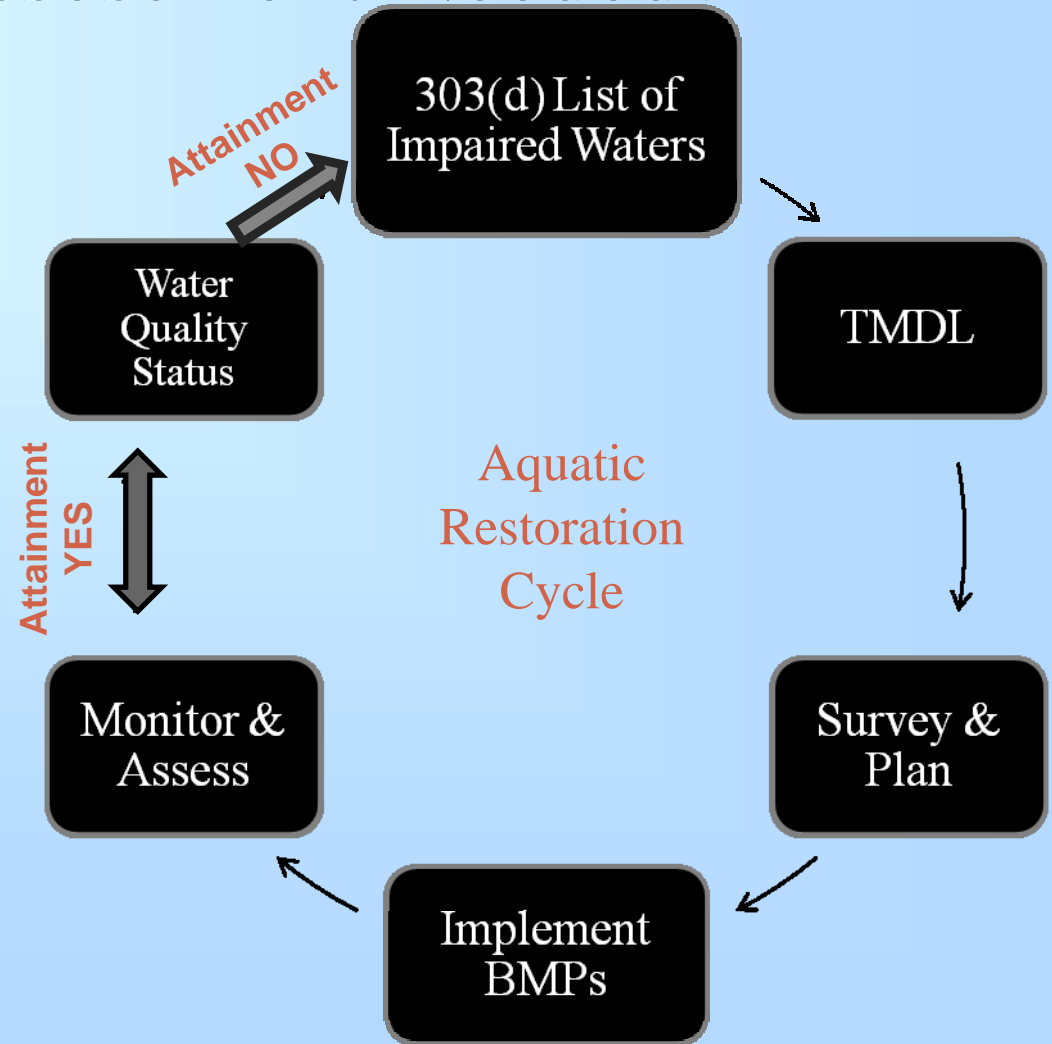 303(d) List of
Impaired Waters
Attainment
NO
Water
Quality
Status
TMDL
Aquatic
Restoration
Cycle
Attainment
YES
Monitor &
Assess
Survey &
Plan
Implement
BMPs